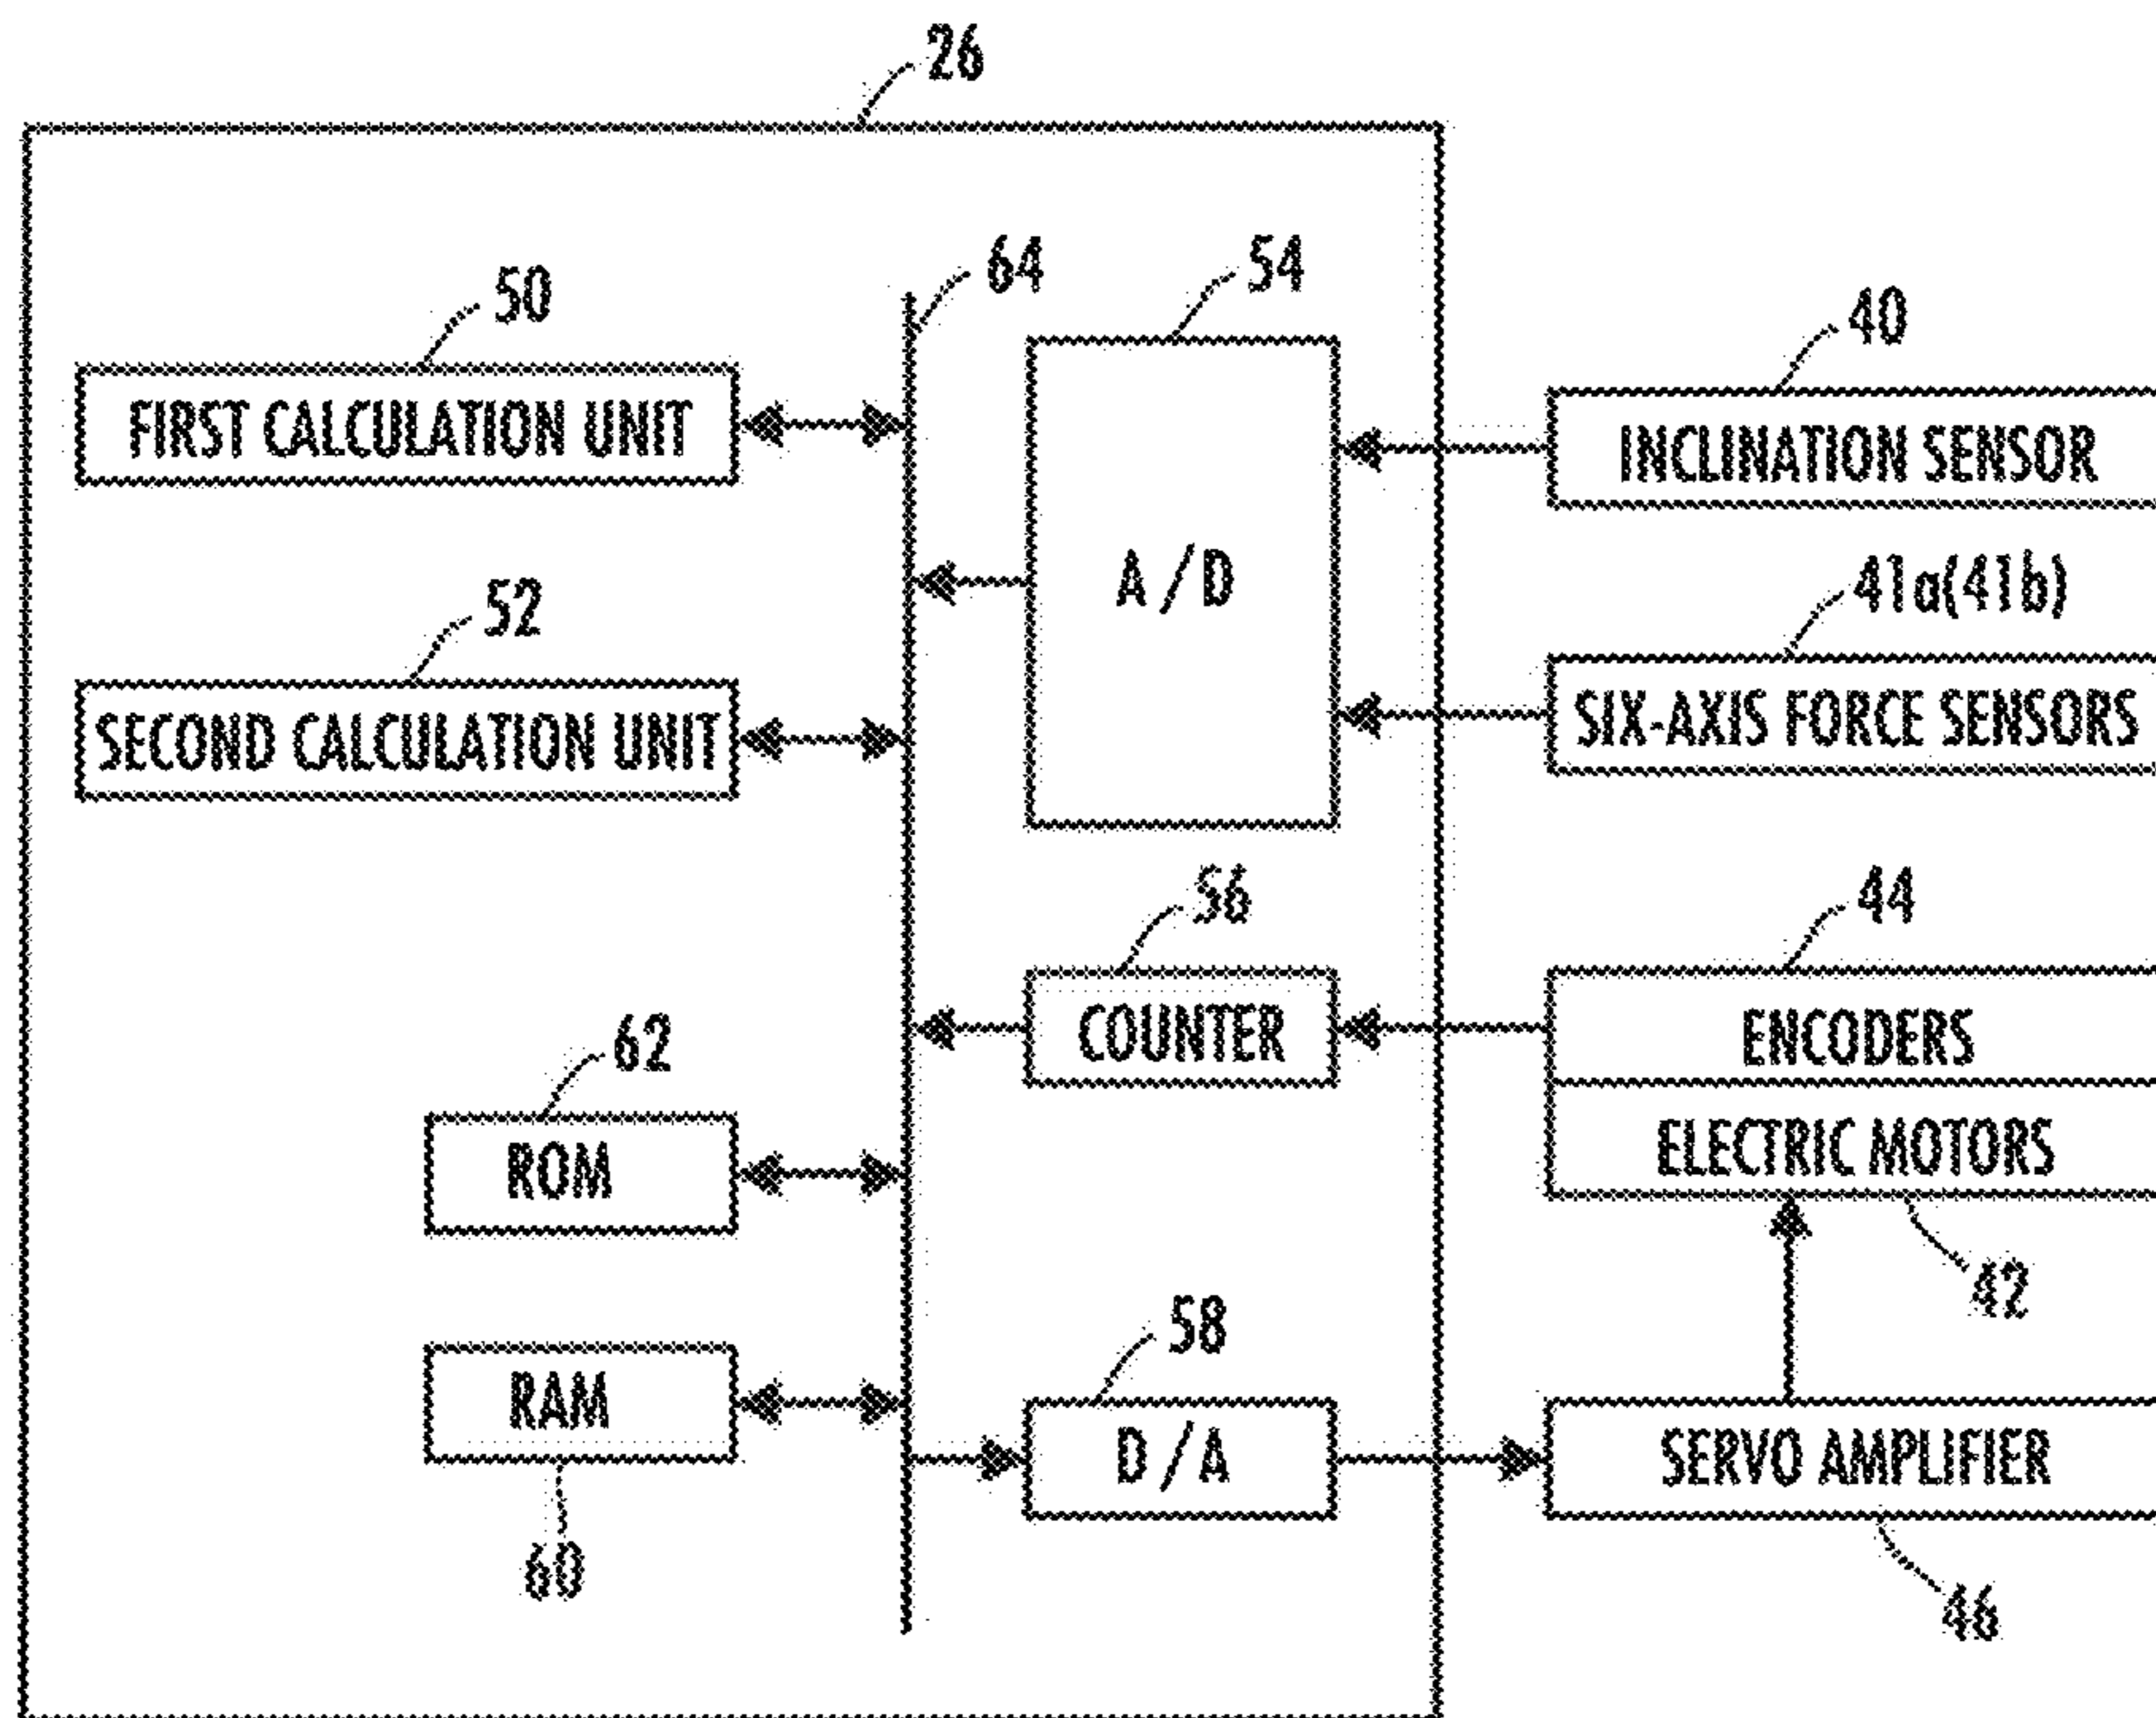 26
64
54
50
40
FIRST CALCULATION UNIT
INCLINATION SENSOR
A/D
52
41a(41b)
SECOND CALCULATION UNIT
SIX-AXIS FORCE SENSORS
56
44
COUNTER
ENCODERS
62
ROM
ELECTRIC MOTORS
42
58
RAM
D/A
SERVO AMPLIFIER
60
46